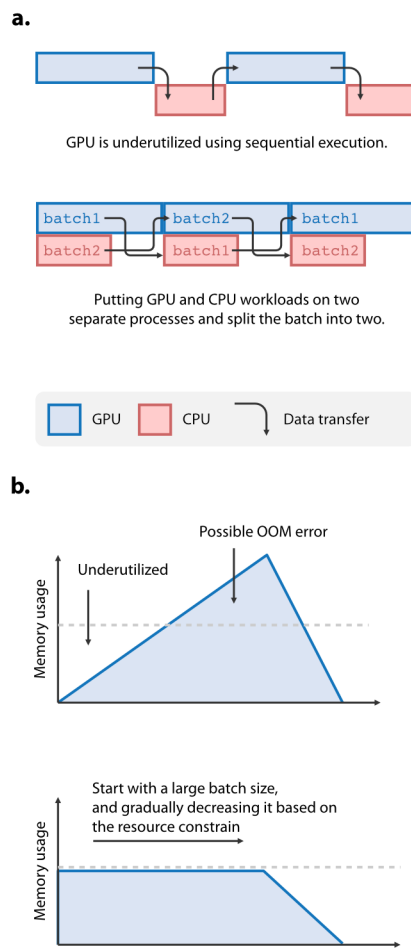 a.
GPU is underutilized using sequential execution.
batch1 batch2 batch1
batch2 batch1 batch2
Putting GPU and CPU workloads on two
separate processes and split the batch into two.
GPU CPU Data transfer
b.
Possible OOM error
Underutilized
Memory usage
Start with a large batch size,
and gradually decreasing it based on
the resource constrain
Memory usage